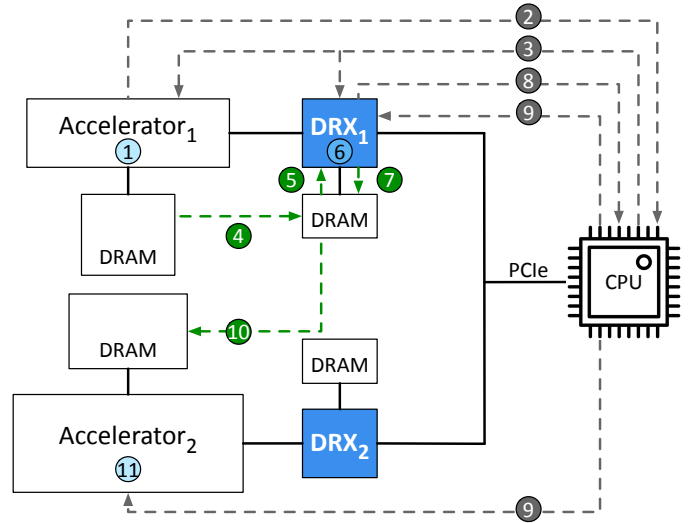 2
3
8
9
Accelerator1
1
DRX1
6
5
7
DRAM
DRAM
4
PCIe
CPU
10
DRAM
DRAM
Accelerator2
11
DRX2
9